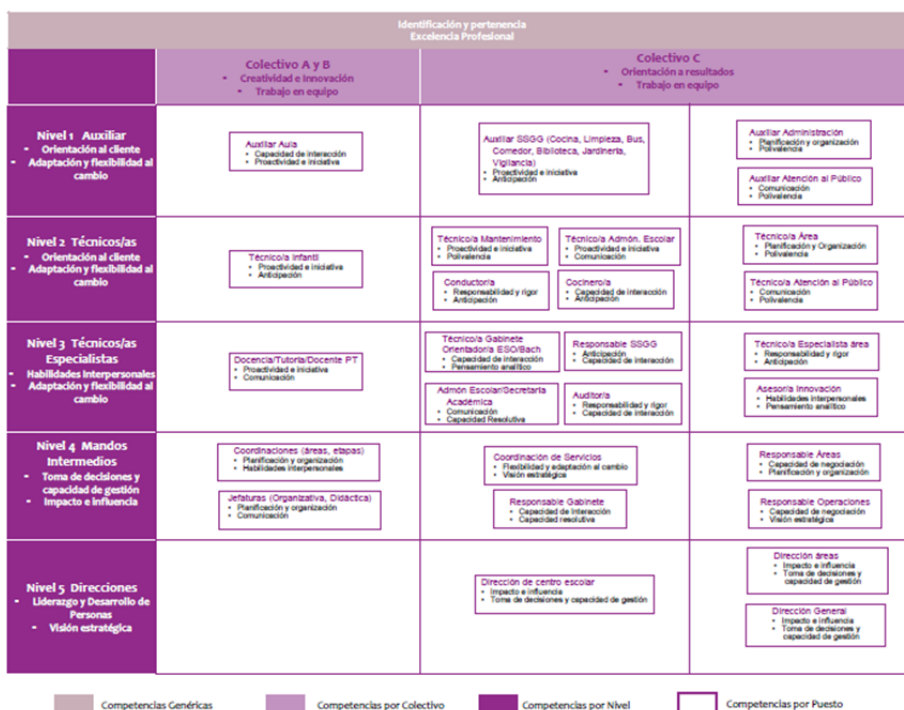 Identificación y pertenencia
Excelencia Profesional
Colectivo A y B
- Creatividad e Innovación
- Trabajo en equipo
Colectivo C
- Orientación a resultados
- Trabajo en equipo
Nivel 1 Auxiliar
- Orientación al cliente
- Adaptación y flexibilidad al
cambio
Auxiliar Aula
• Capacidad de interacción
• Proactividad e iniciativa
Auxiliar SSGG (Cocina, Limpieza, Bus,
Comedor, Biblioteca, Jardinería,
Vigilancia)
• Proactividad e iniciativa
• Anticipación
Auxiliar Administración
• Planificación y organización
• Polivalencia
Auxiliar Atención al Público
• Comunicación
• Polivalencia
Nivel 2 Técnicos/as
- Orientación al cliente
- Adaptación y flexibilidad al
cambio
Técnico/a Infantil
• Proactividad e iniciativa
• Anticipación
Técnico/a Mantenimiento
• Proactividad e iniciativa
• Polivalencia
Técnico/a Admón. Escolar
• Proactividad e iniciativa
• Comunicación
Conductor/a
• Responsabilidad y rigor
• Anticipación
Cocinero/a
• Capacidad de interacción
• Anticipación
Técnico/a Área
• Planificación y Organización
• Polivalencia
Técnico/a Atención al Público
• Comunicación
• Polivalencia
Nivel 3 Técnicos/as
Especialistas
- Habilidades Interpersonales
- Adaptación y flexibilidad al
cambio
Docencia/Tutoría/Docente PT
• Proactividad e iniciativa
• Comunicación
Técnico/a Gabinete
Orientador/a ESO/Bach
• Capacidad de interacción
• Pensamiento analítico
Responsable SSGG
• Anticipación
• Capacidad de interacción
Admón Escolar/Secretaria
Académica
• Comunicación
• Capacidad Resolutiva
Auditor/a
• Responsabilidad y rigor
• Capacidad de interacción
Técnico/a Especialista área
• Responsabilidad y rigor
• Anticipación
Asesor/a Innovación
• Habilidades interpersonales
• Pensamiento analítico
Nivel 4 Mandos
Intermedios
- Toma de decisiones y
capacidad de gestión
- Impacto e influencia
Coordinaciones (áreas, etapas)
• Planificación y organización
• Habilidades interpersonales
Jefaturas (Organizativa, Didáctica)
• Planificación y organización
• Comunicación
Coordinación de Servicios
• Flexibilidad y adaptación al cambio
• Visión estratégica
Responsable Gabinete
• Capacidad de interacción
• Capacidad resolutiva
Responsable Áreas
• Capacidad de negociación
• Planificación y organización
Responsable Operaciones
• Capacidad de negociación
• Visión estratégica
Nivel 5 Direcciones
- Liderazgo y Desarrollo de
Personas
- Visión estratégica
Dirección de centro escolar
• Impacto e influencia
• Toma de decisiones y capacidad de gestión
Dirección áreas
• Impacto e influencia
• Toma de decisiones y
capacidad de gestión
Dirección General
• Impacto e influencia
• Toma de decisiones y
capacidad de gestión
Competencias Genéricas
Competencias por Colectivo
Competencias por Nivel
Competencias por Puesto